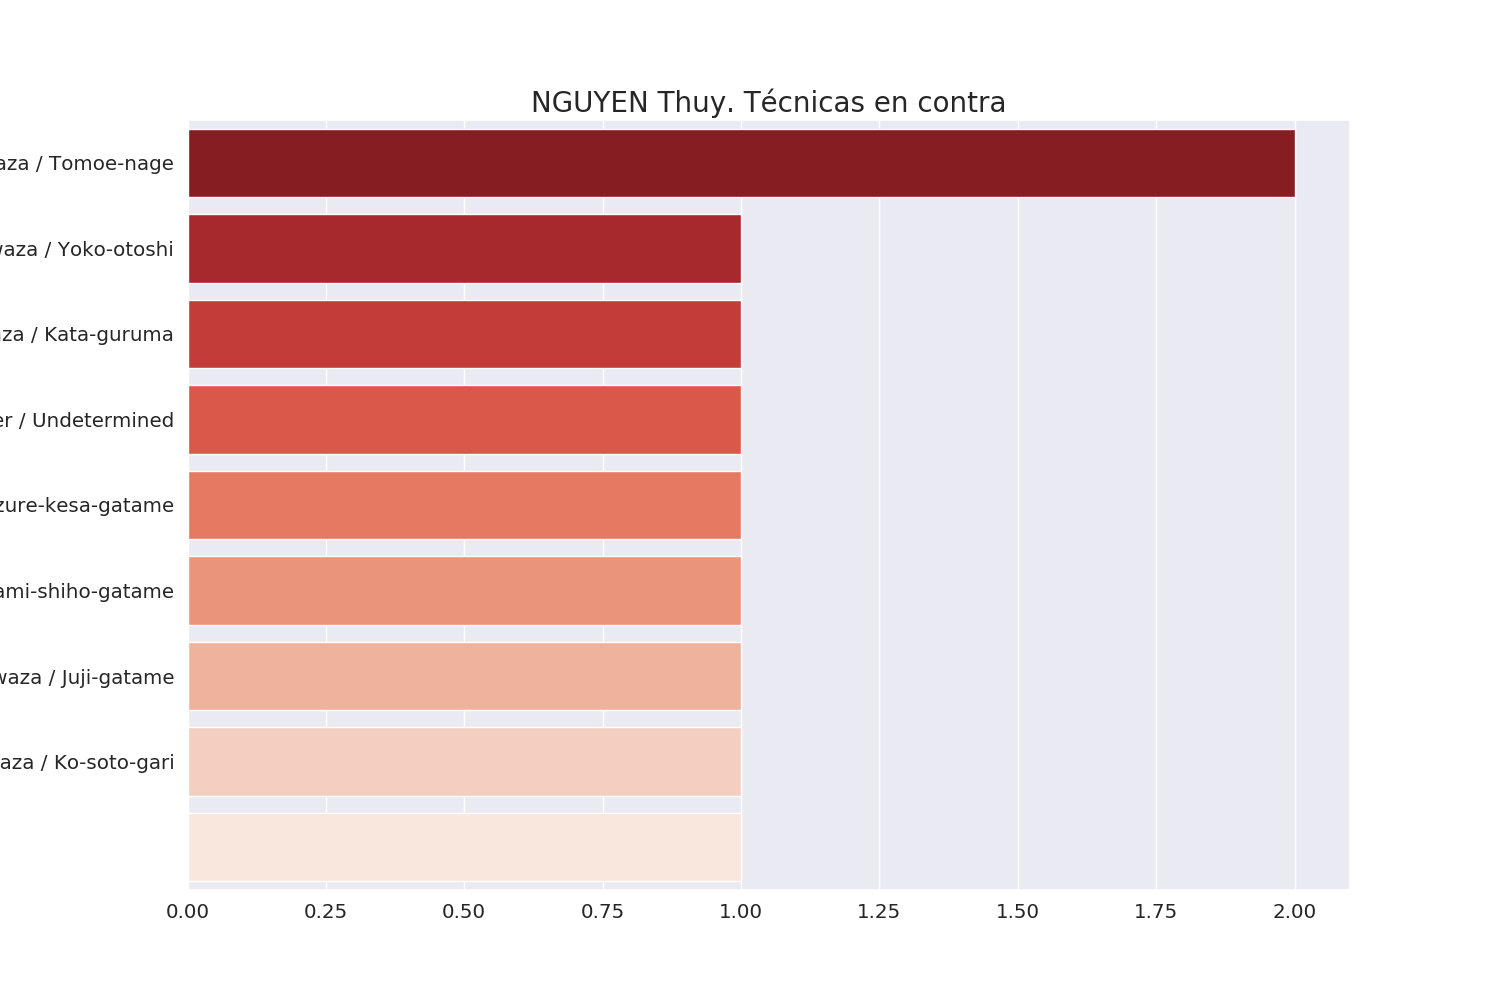 NGUYEN Thuy. Técnicas en contra
aza / Tomoe-nage
waza / Yoko-otoshi
aza / Kata-guruma
er / Undetermined
zure-kesa-gatame
ami-shiho-gatame
waza / Juji-gatame
aza / Ko-soto-gari
0.00 0.25 0.50 0.75 1.00 1.25 1.50 1.75 2.00